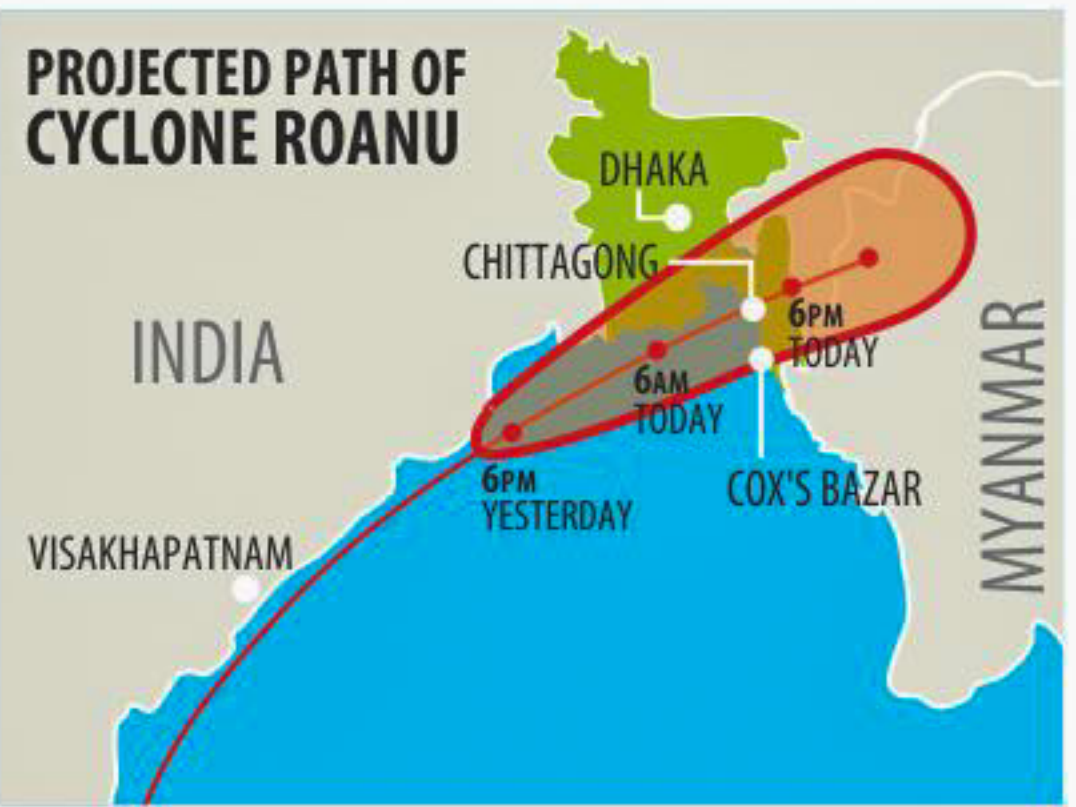 PROJECTED PATH OF
CYCLONE ROANU
DHAKA
CHITTAGONG
INDIA
6PM
TODAY
6AM
TODAY
MYANMAR
6PM
YESTERDAY
COX'S BAZAR
VISAKHAPATNAM